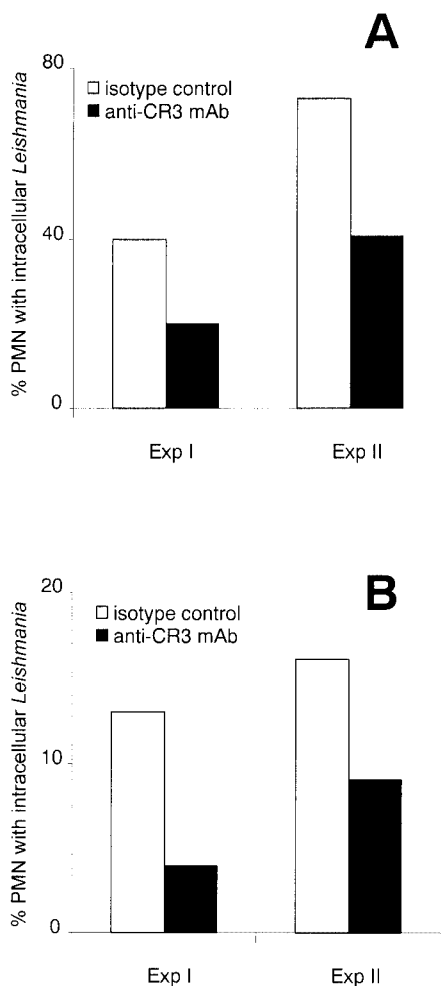 A
80
isotype control
anti-CR3 mAb
40
0
% PMN with intracellular Leishmania
Exp I
Exp II
B
20
isotype control
anti-CR3 mAb
10
0
% PMN with intracellular Leishmania
Exp I
Exp II